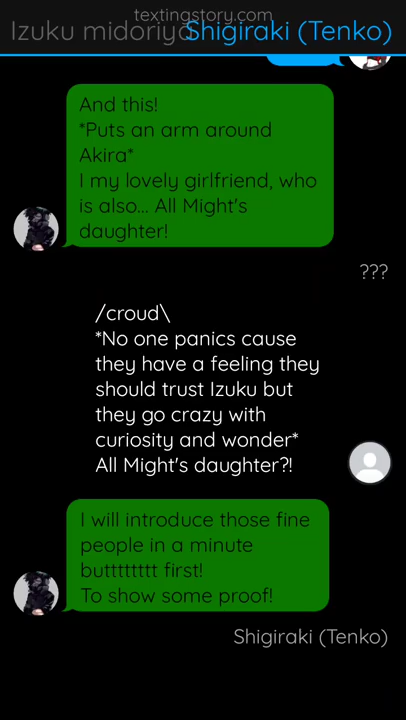 textingstory.com
Izuku midoriya Shigiraki (Tenko)
And this!
*Puts an arm around
Akira*
I my lovely girlfriend, who
is also... All Might's
daughter!
???
/croud\
*No one panics cause
they have a feeling they
should trust Izuku but
they go crazy with
curiosity and wonder*
All Might's daughter?!
I will introduce those fine
people in a minute
butttttttt first!
To show some proof!
Shigiraki (Tenko)